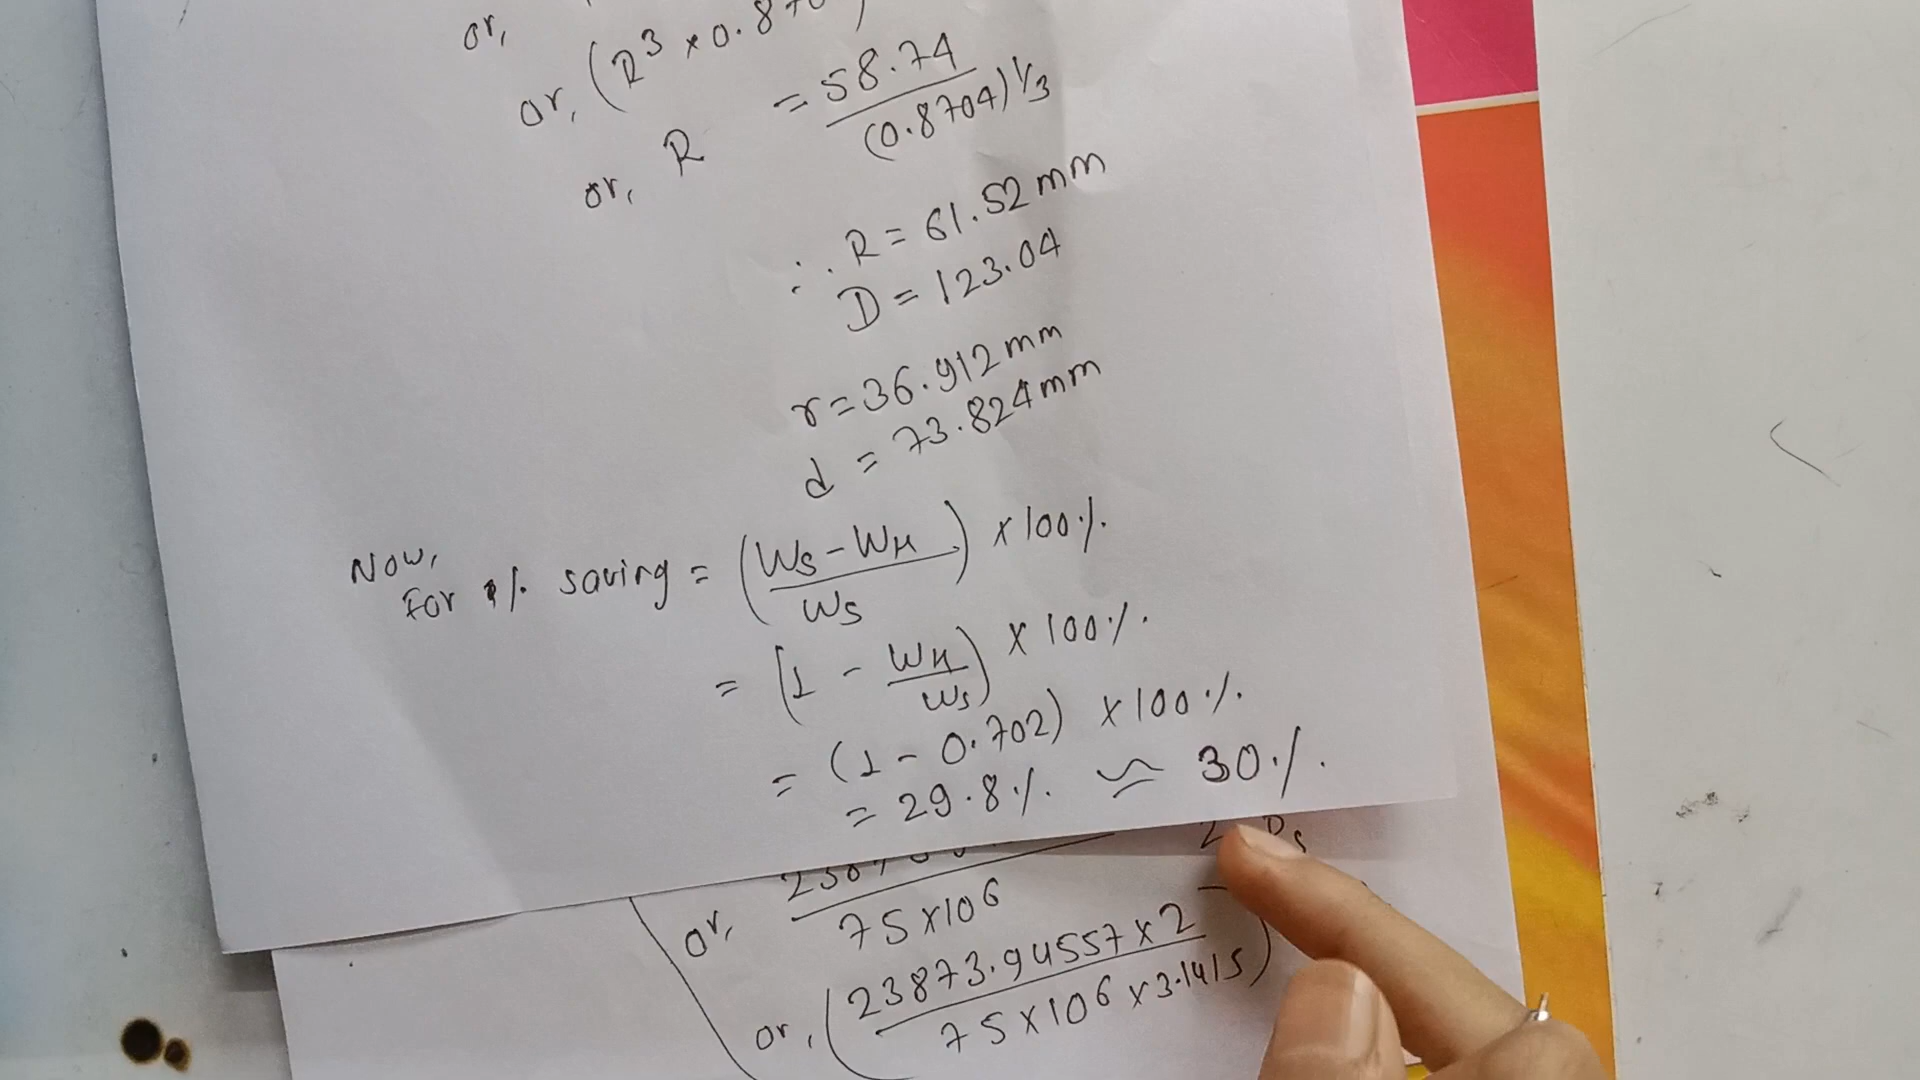 or,
or, (R³ × 0.870
or, R = 58.74 / (0.8704)^1/3
∴ R = 61.52 mm
D = 123.04
r = 36.912 mm
d = 73.824 mm
Now,
For % saving = (Ws - WH / Ws) × 100%
= (1 - WH / Ws) × 100%
= (1 - 0.702) × 100%
= 29.8% ≃ 30%.
or, / 75 × 10⁶
or, (23873.94557 × 2 / 75 × 10⁶ × 3.1415)